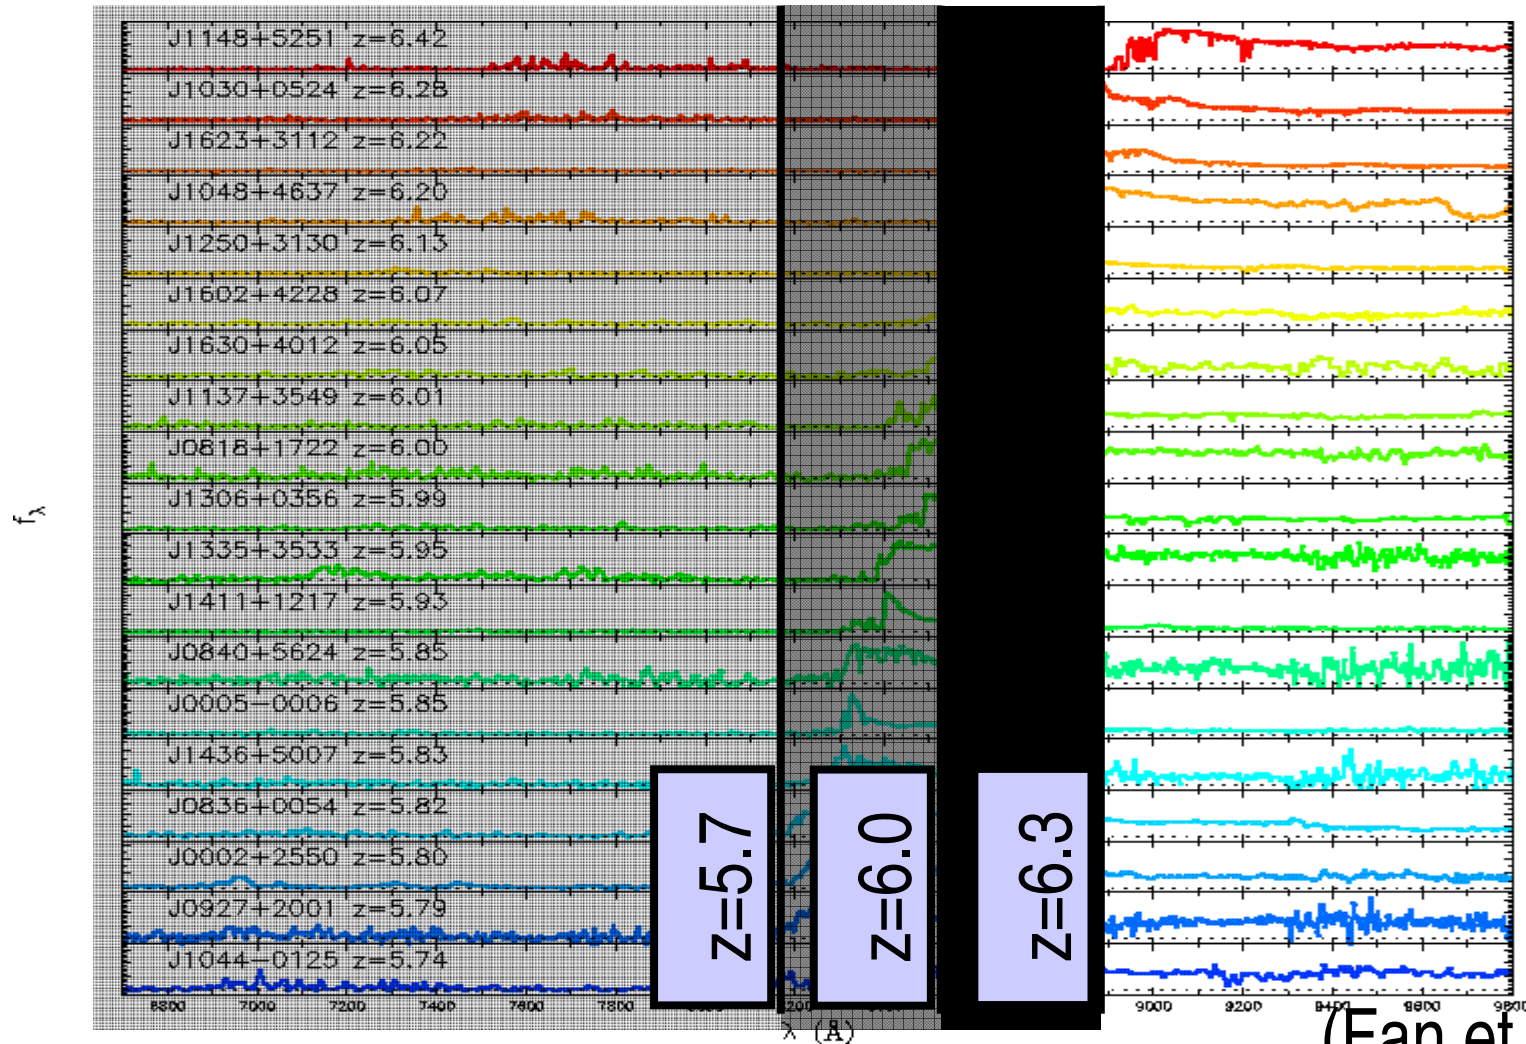 J1148+5251 z=6.42
J1030+0524 z=6.28
J1623+3112 z=6.22
J1048+4637 z=6.20
J1250+3130 z=6.13
J1602+4228 z=6.07
J1630+4012 z=6.05
J1137+3549 z=6.01
J0818+1722 z=6.00
J1306+0356 z=5.99
J1335+3533 z=5.95
J1411+1217 z=5.93
J0840+5624 z=5.85
J0005-0006 z=5.85
J1436+5007 z=5.83
J0836+0054 z=5.82
J0002+2550 z=5.80
J0927+2001 z=5.79
J1044-0125 z=5.74
fλ
z=5.7
z=6.0
z=6.3
6800 7000 7200 7400 7600 7800 9000 9200 9400 9600 9800
λ (Å)
(Fan et